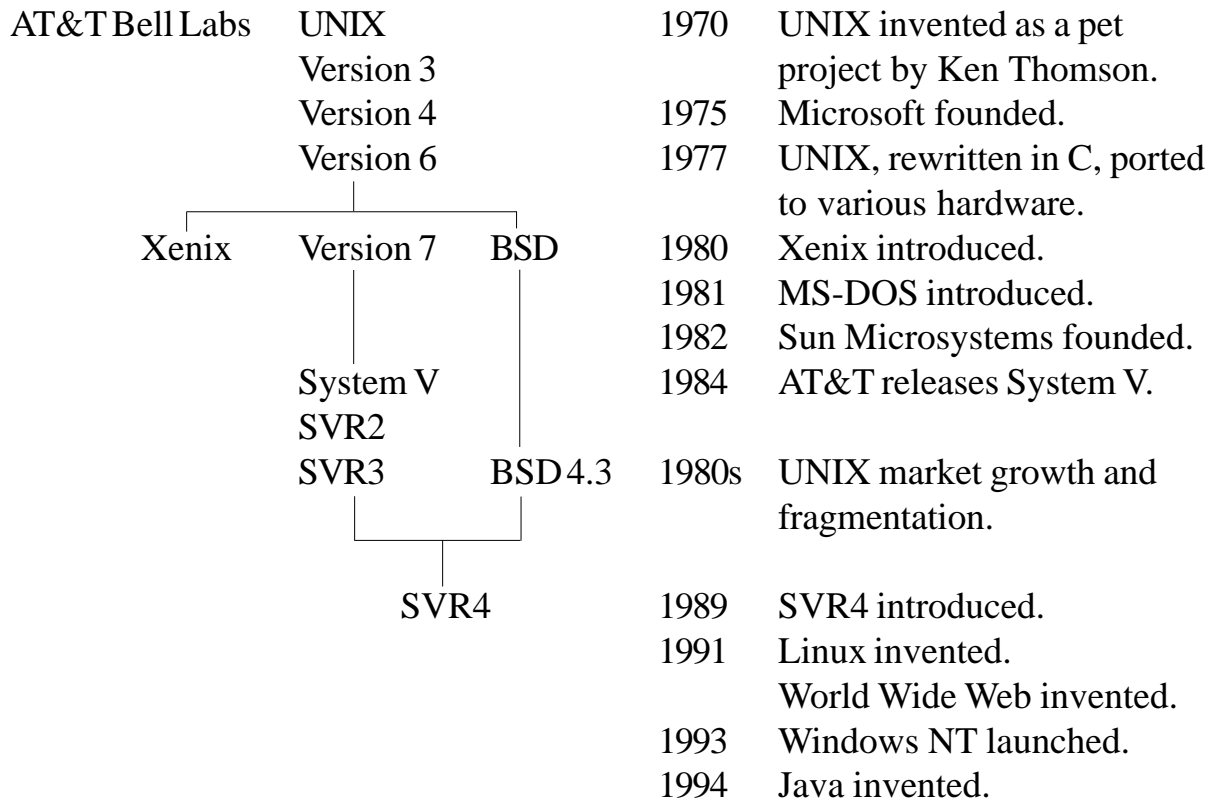 AT&T Bell Labs UNIX 1970 UNIX invented as a pet
Version 3 project by Ken Thomson.
Version 4 1975 Microsoft founded.
Version 6 1977 UNIX, rewritten in C, ported
to various hardware.
Xenix Version 7 BSD 1980 Xenix introduced.
1981 MS-DOS introduced.
1982 Sun Microsystems founded.
System V 1984 AT&T releases System V.
SVR2
SVR3 BSD 4.3 1980s UNIX market growth and
fragmentation.
SVR4 1989 SVR4 introduced.
1991 Linux invented.
World Wide Web invented.
1993 Windows NT launched.
1994 Java invented.